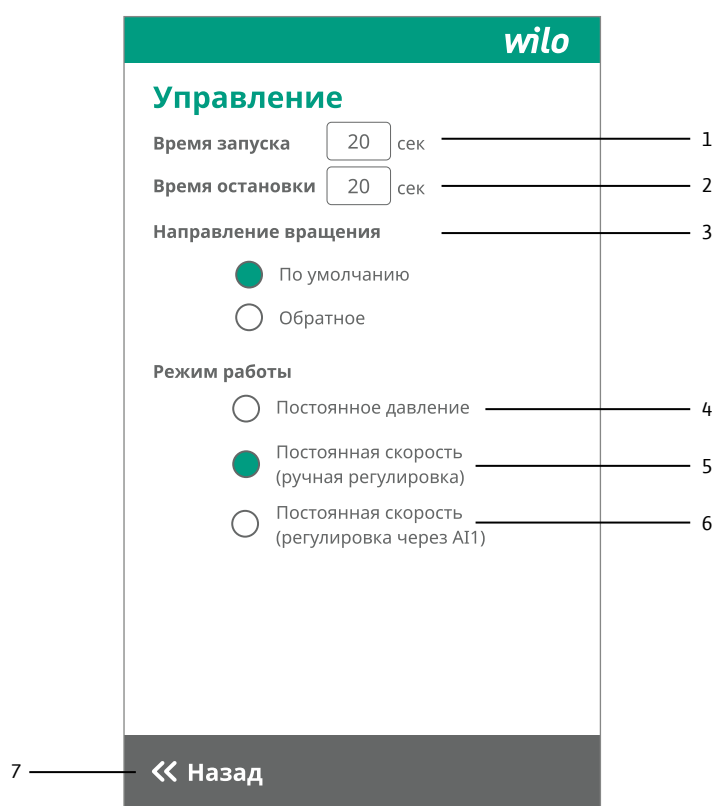 wilo
Управление
Время запуска 20 сек 1
Время остановки 20 сек 2
Направление вращения 3
По умолчанию
Обратное
Режим работы
Постоянное давление 4
Постоянная скорость
(ручная регулировка) 5
Постоянная скорость
(регулировка через AI1) 6
7 Назад